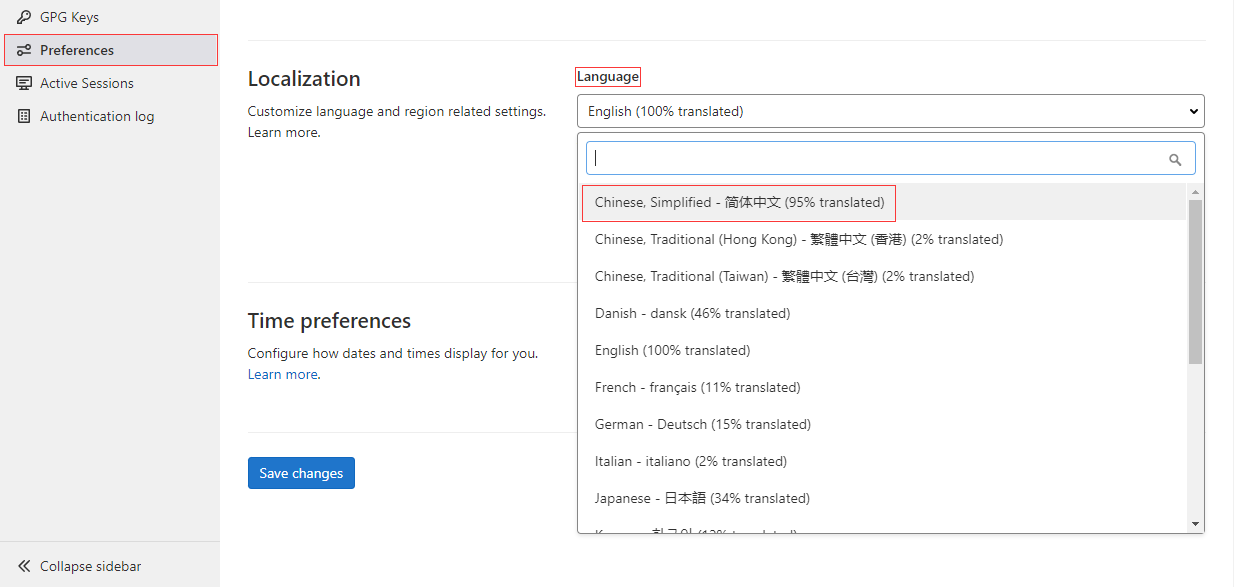 GPG Keys
Preferences
Active Sessions
Authentication log
Collapse sidebar
Localization
Customize language and region related settings.
Learn more.
Language
English (100% translated)
Chinese, Simplified - 简体中文 (95% translated)
Chinese, Traditional (Hong Kong) - 繁體中文 (香港) (2% translated)
Chinese, Traditional (Taiwan) - 繁體中文 (台灣) (2% translated)
Danish - dansk (46% translated)
English (100% translated)
French - français (11% translated)
German - Deutsch (15% translated)
Italian - italiano (2% translated)
Japanese - 日本語 (34% translated)
Time preferences
Configure how dates and times display for you.
Learn more.
Save changes